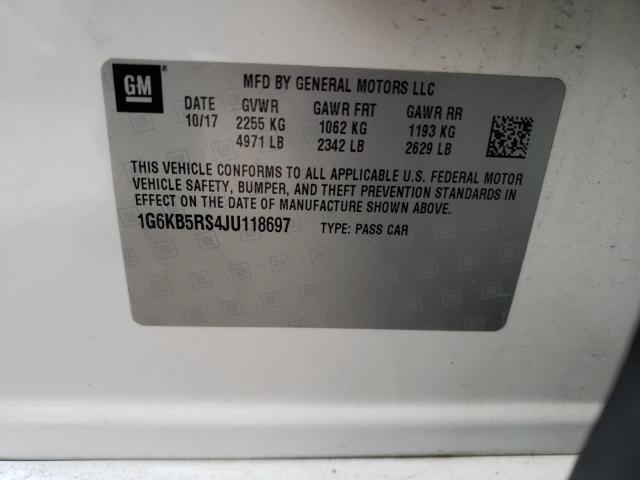 GM
MFD BY GENERAL MOTORS LLC
DATE GVWR GAWR FRT GAWR RR
10/17 2255 KG 1062 KG 1193 KG
4971 LB 2342 LB 2629 LB
THIS VEHICLE CONFORMS TO ALL APPLICABLE U.S. FEDERAL MOTOR
VEHICLE SAFETY, BUMPER, AND THEFT PREVENTION STANDARDS IN
EFFECT ON THE DATE OF MANUFACTURE SHOWN ABOVE.
1G6KB5RS4JU118697 TYPE: PASS CAR